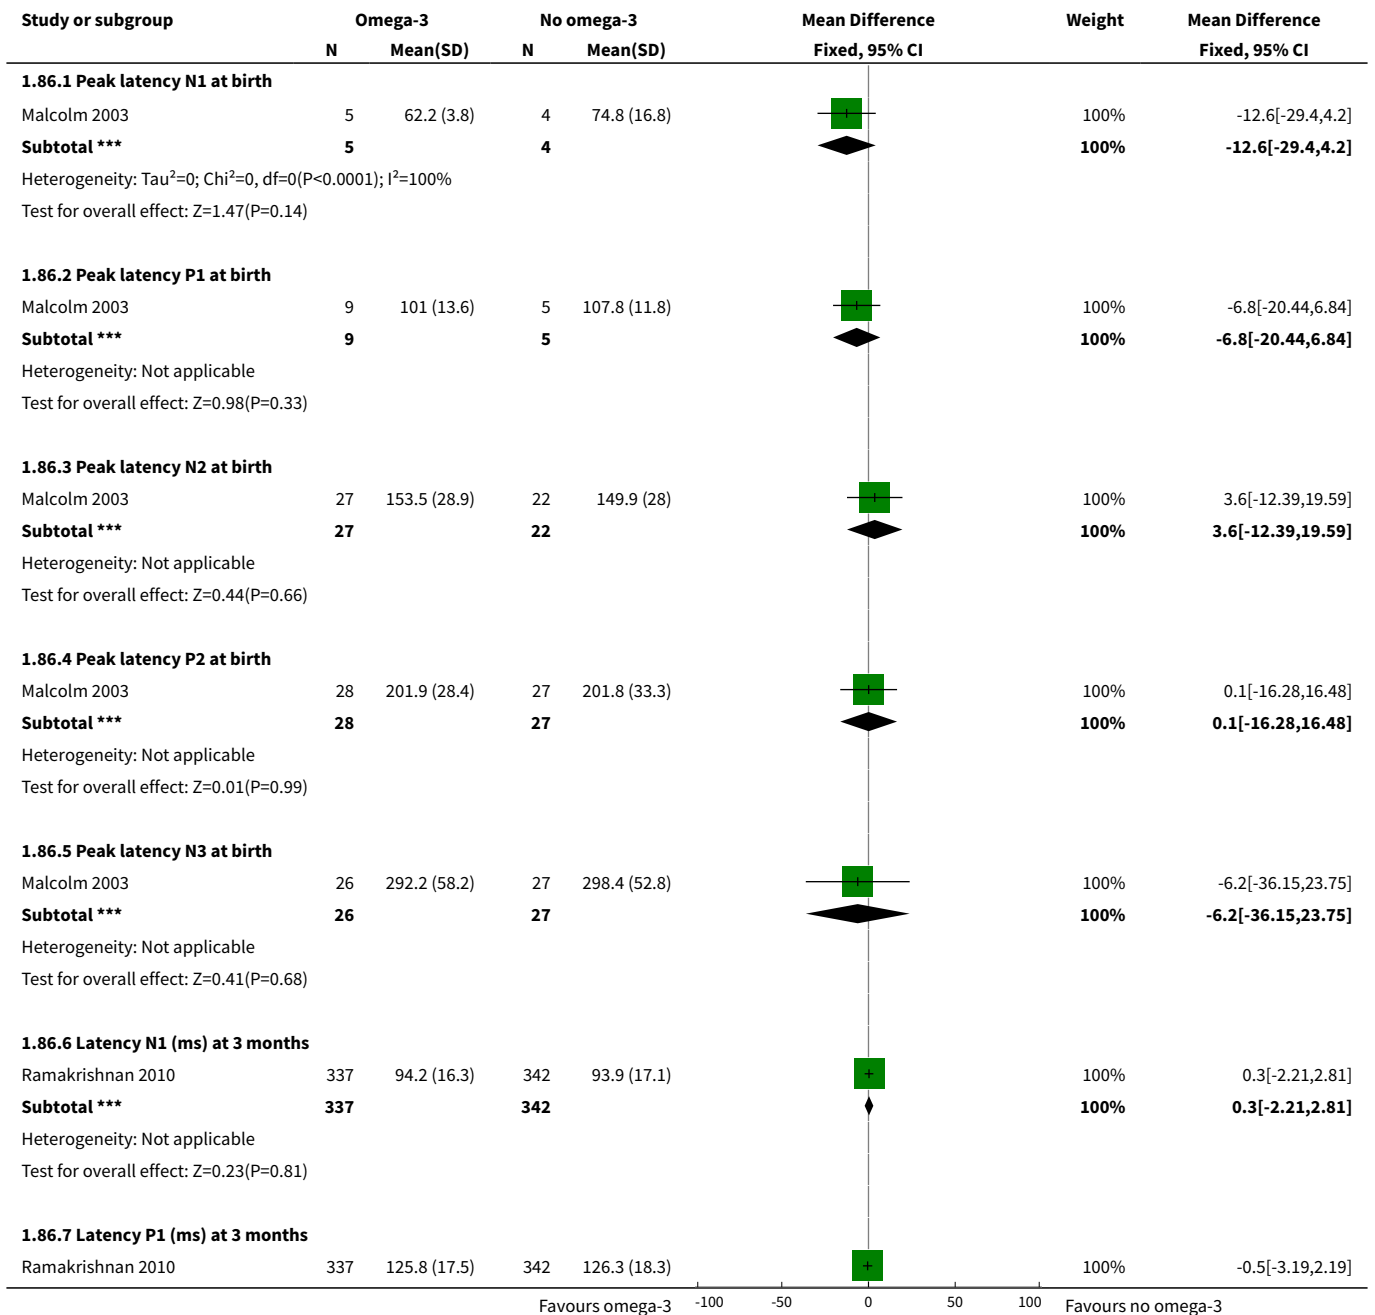 Study or subgroup Omega-3 No omega-3 Mean Difference Weight Mean Difference
N Mean(SD) N Mean(SD) Fixed, 95% CI Fixed, 95% CI
1.86.1 Peak latency N1 at birth
Malcolm 2003 5 62.2 (3.8) 4 74.8 (16.8) 100% -12.6[-29.4,4.2]
Subtotal *** 5 4 100% -12.6[-29.4,4.2]
Heterogeneity: Tau²=0; Chi²=0, df=0(P<0.0001); I²=100%
Test for overall effect: Z=1.47(P=0.14)
1.86.2 Peak latency P1 at birth
Malcolm 2003 9 101 (13.6) 5 107.8 (11.8) 100% -6.8[-20.44,6.84]
Subtotal *** 9 5 100% -6.8[-20.44,6.84]
Heterogeneity: Not applicable
Test for overall effect: Z=0.98(P=0.33)
1.86.3 Peak latency N2 at birth
Malcolm 2003 27 153.5 (28.9) 22 149.9 (28) 100% 3.6[-12.39,19.59]
Subtotal *** 27 22 100% 3.6[-12.39,19.59]
Heterogeneity: Not applicable
Test for overall effect: Z=0.44(P=0.66)
1.86.4 Peak latency P2 at birth
Malcolm 2003 28 201.9 (28.4) 27 201.8 (33.3) 100% 0.1[-16.28,16.48]
Subtotal *** 28 27 100% 0.1[-16.28,16.48]
Heterogeneity: Not applicable
Test for overall effect: Z=0.01(P=0.99)
1.86.5 Peak latency N3 at birth
Malcolm 2003 26 292.2 (58.2) 27 298.4 (52.8) 100% -6.2[-36.15,23.75]
Subtotal *** 26 27 100% -6.2[-36.15,23.75]
Heterogeneity: Not applicable
Test for overall effect: Z=0.41(P=0.68)
1.86.6 Latency N1 (ms) at 3 months
Ramakrishnan 2010 337 94.2 (16.3) 342 93.9 (17.1) 100% 0.3[-2.21,2.81]
Subtotal *** 337 342 100% 0.3[-2.21,2.81]
Heterogeneity: Not applicable
Test for overall effect: Z=0.23(P=0.81)
1.86.7 Latency P1 (ms) at 3 months
Ramakrishnan 2010 337 125.8 (17.5) 342 126.3 (18.3) 100% -0.5[-3.19,2.19]
Favours omega-3 -100 -50 0 50 100 Favours no omega-3